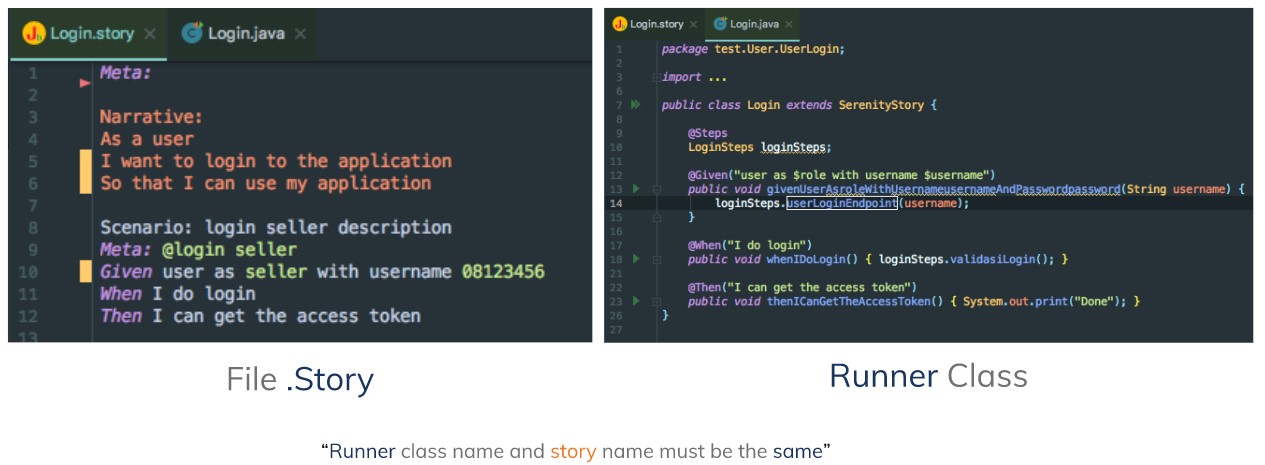 Login.story × Login.java ×
1 Meta:
2
3 Narrative:
4 As a user
5 I want to login to the application
6 So that I can use my application
7
8 Scenario: login seller description
9 Meta: @login seller
10 Given user as seller with username 08123456
11 When I do login
12 Then I can get the access token
13
File .Story
Login.story × Login.java ×
1 package test.User.UserLogin;
2
3 import ...
6
7 public class Login extends SerenityStory {
8
9 @Steps
10 LoginSteps loginSteps;
11
12 @Given("user as $role with username $username")
13 public void givenUserAsroleWithUsernameusernameAndPasswordpassword(String username) {
14 loginSteps.userLoginEndpoint(username);
15 }
16
17 @When("I do login")
18 public void whenIDoLogin() { loginSteps.validasiLogin(); }
21
22 @Then("I can get the access token")
23 public void thenICanGetTheAccessToken() { System.out.print("Done"); }
26 }
27
Runner Class
“Runner class name and story name must be the same”